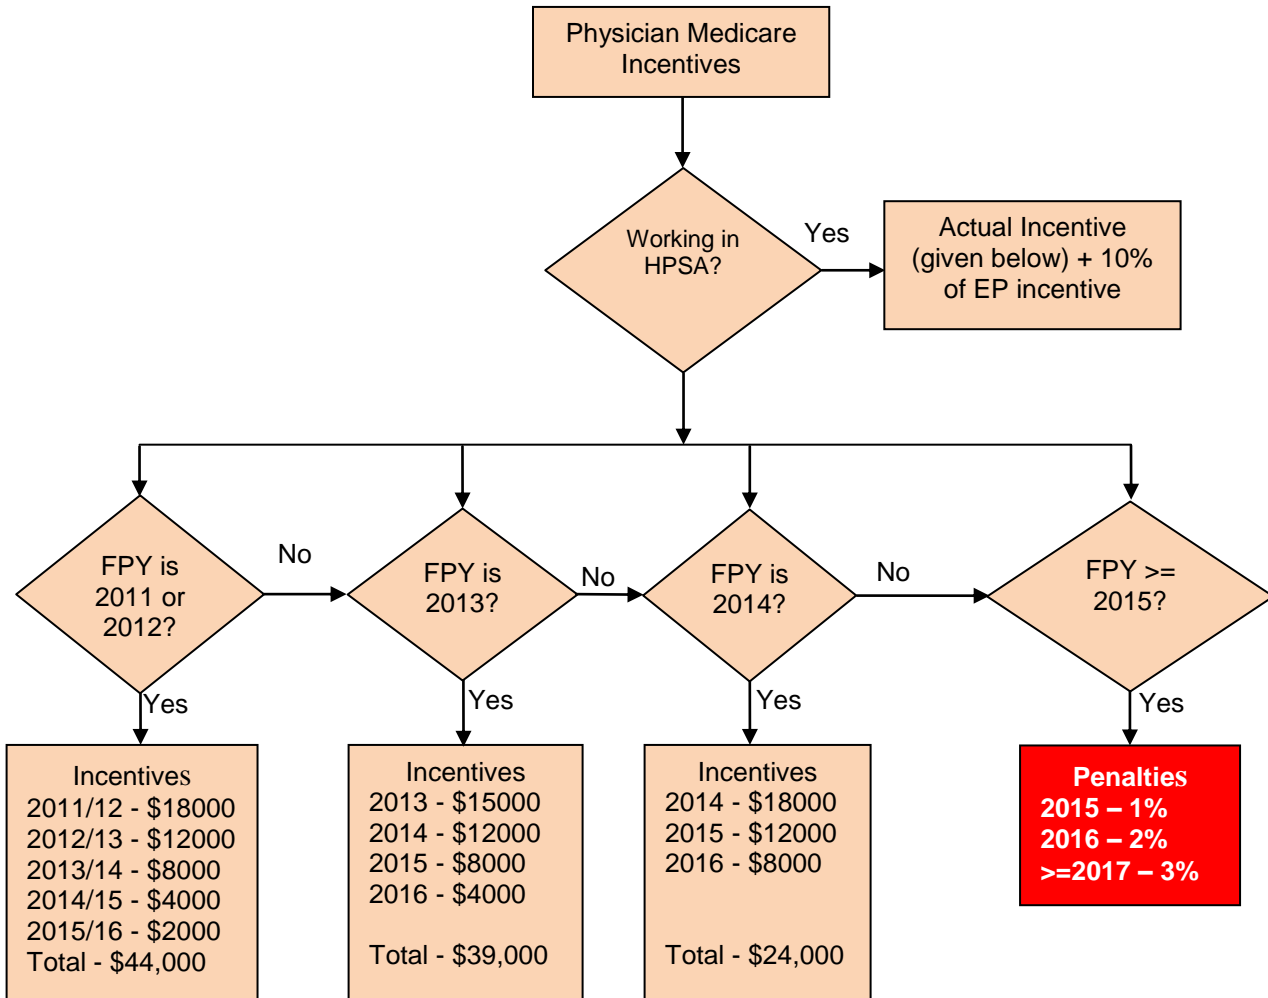 Physician Medicare
Incentives
Working in
HPSA?
Yes
Actual Incentive
(given below) + 10%
of EP incentive
FPY is
2011 or
2012?
No
FPY is
2013?
No
FPY is
2014?
No
FPY >=
2015?
Yes
Yes
Yes
Yes
Incentives
2011/12 - $18000
2012/13 - $12000
2013/14 - $8000
2014/15 - $4000
2015/16 - $2000
Total - $44,000
Incentives
2013 - $15000
2014 - $12000
2015 - $8000
2016 - $4000
Total - $39,000
Incentives
2014 - $18000
2015 - $12000
2016 - $8000
Total - $24,000
Penalties
2015 – 1%
2016 – 2%
>=2017 – 3%